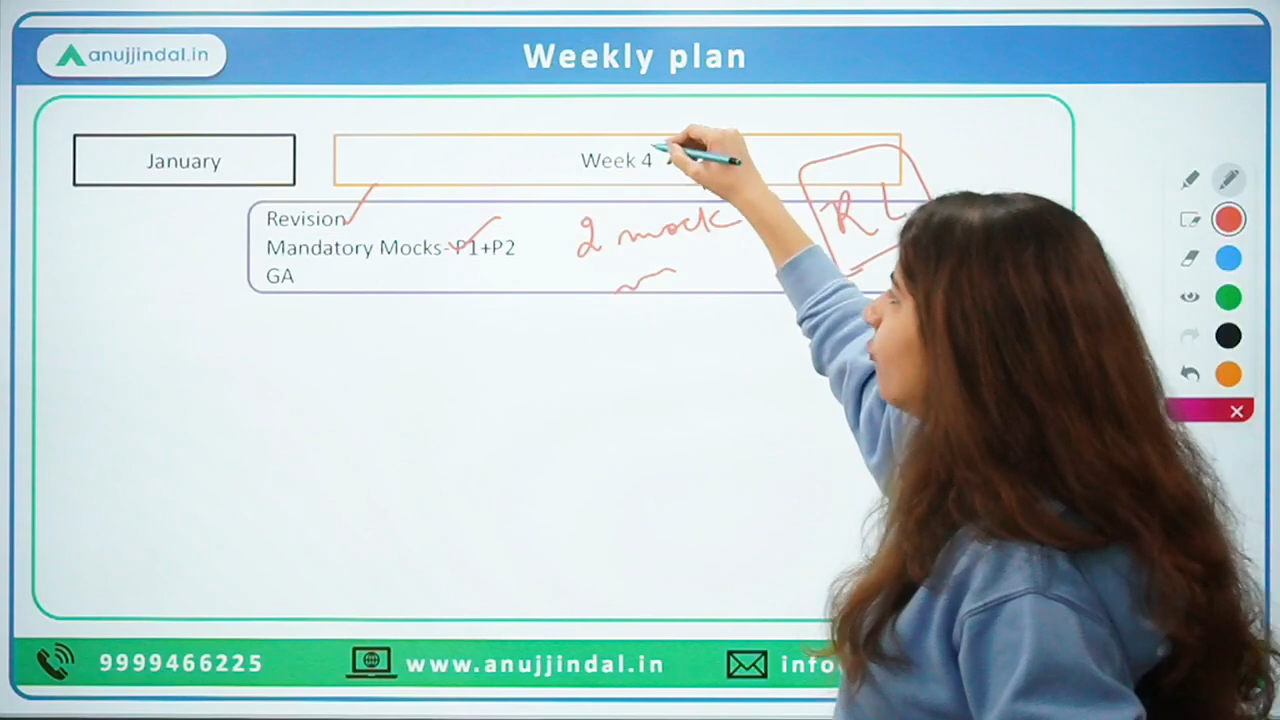 anujjindal.in
Weekly plan
January
Week 4
Revision
Mandatory Mocks-P1+P2
GA
2 mock
RL
9999466225
www.anujjindal.in
info